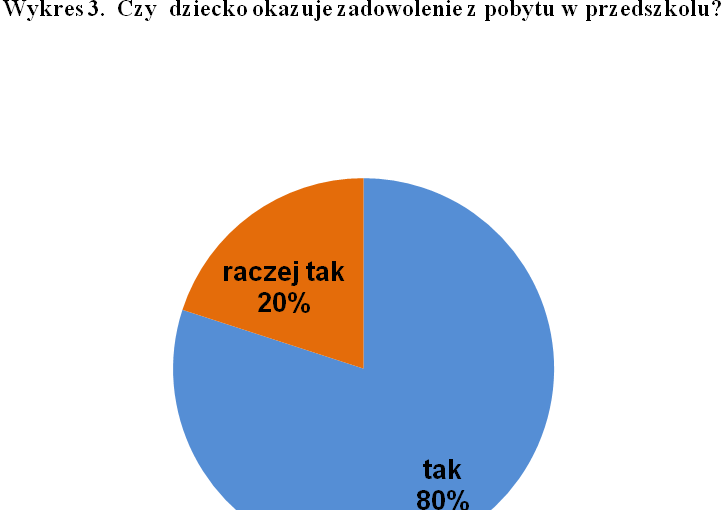 Wykres 3. Czy dziecko okazuje zadowolenie z pobytu w przedszkolu?
raczej tak
20%
tak
80%